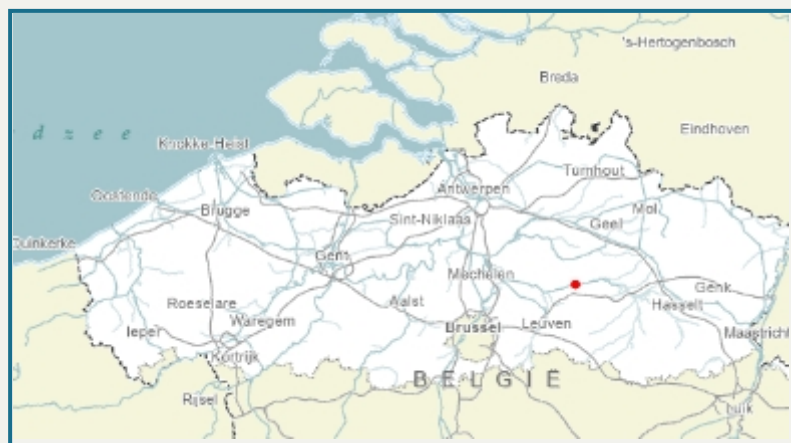 's-Hertogenbosch
Breda
d z e e
Eindhoven
Knokke-Heist
Turnhout
Antwerpen
Oostende
Mol
Brugge
Sint-Niklaas
Geel
Duinkerke
Gent
Mechelen
Genk
Roeselare
Aalst
Hasselt
Waregem
Ieper
Brussel
Leuven
Maastricht
Kortrijk
BELGIË
Rijsel
Luik